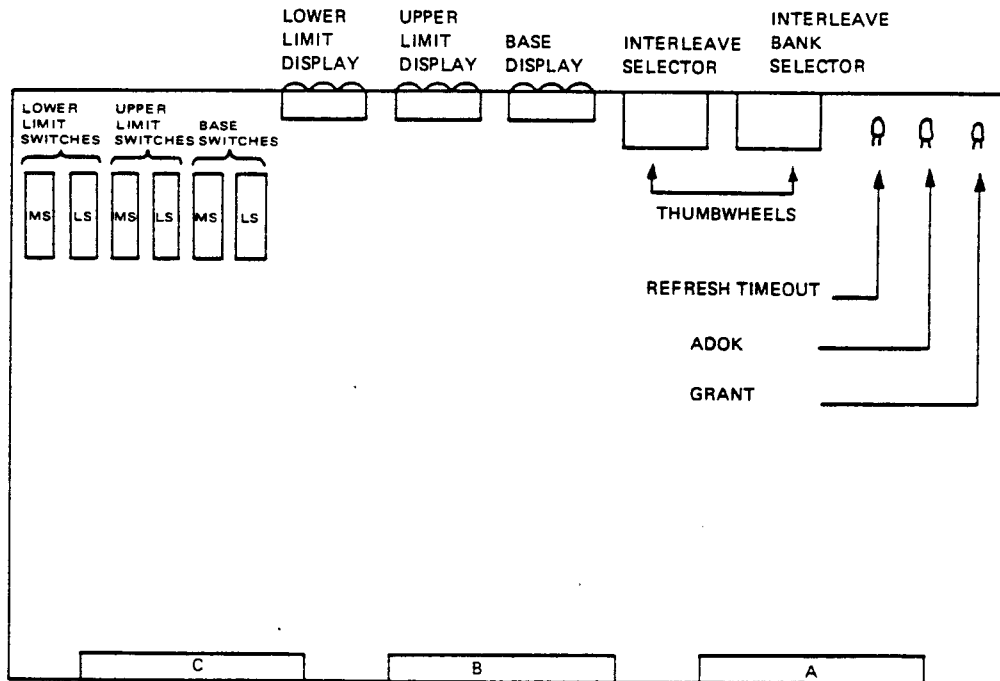 LOWER
LIMIT
DISPLAY
UPPER
LIMIT
DISPLAY
BASE
DISPLAY
INTERLEAVE
SELECTOR
INTERLEAVE
BANK
SELECTOR
LOWER
LIMIT
SWITCHES
UPPER
LIMIT
SWITCHES
BASE
SWITCHES
MS
LS
MS
LS
MS
LS
THUMBWHEELS
REFRESH TIMEOUT
ADOK
GRANT
C
B
A